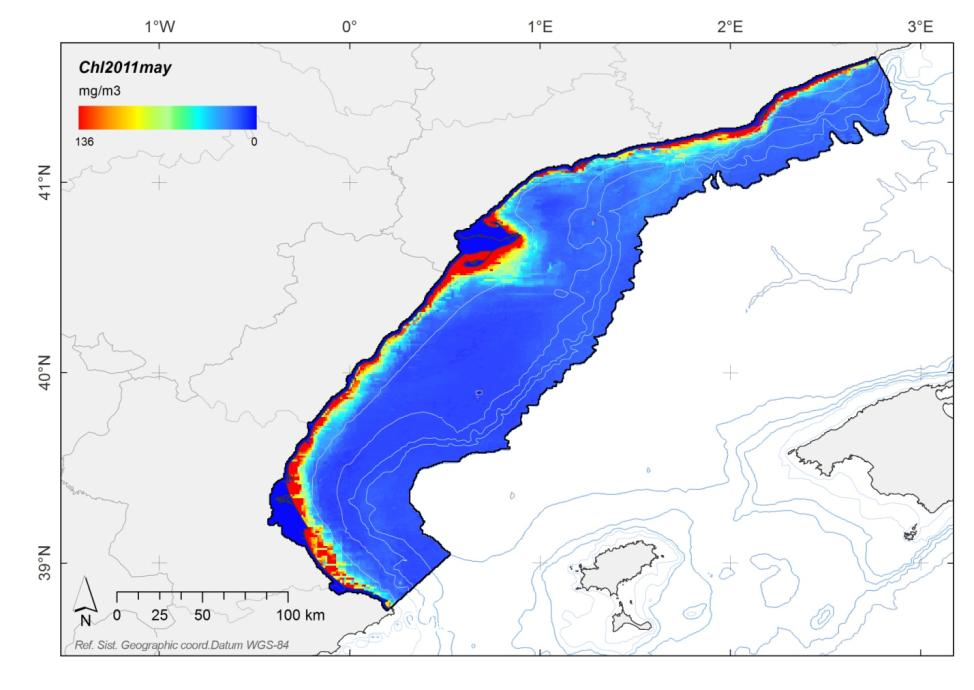 1°W 0° 1°E 2°E 3°E
Chl2011may
mg/m3
136 0
41°N
40°N
39°N
0 25 50 100 km
N
Ref. Sist. Geographic coord.Datum WGS-84